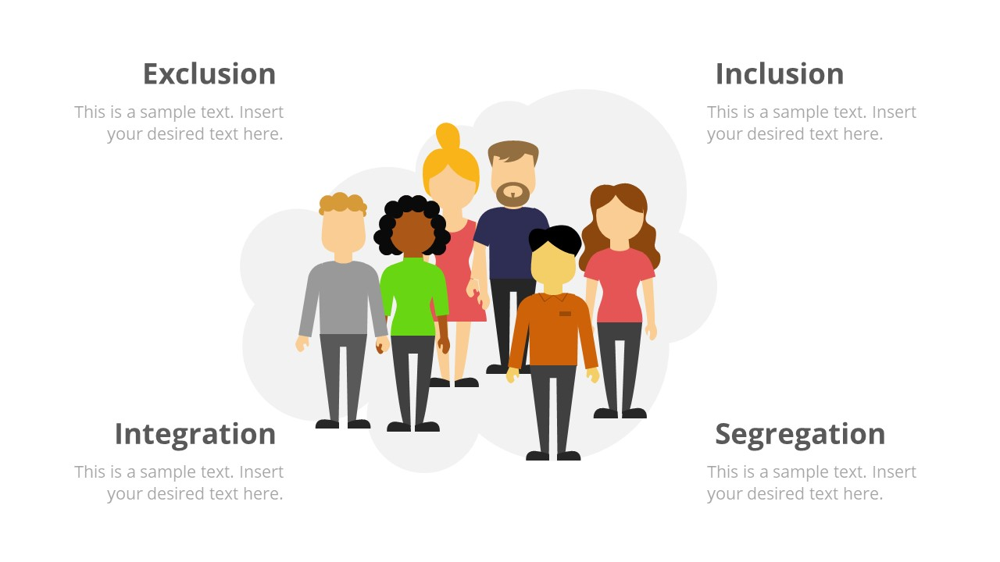 Exclusion
This is a sample text. Insert
your desired text here.
Inclusion
This is a sample text. Insert
your desired text here.
Integration
This is a sample text. Insert
your desired text here.
Segregation
This is a sample text. Insert
your desired text here.